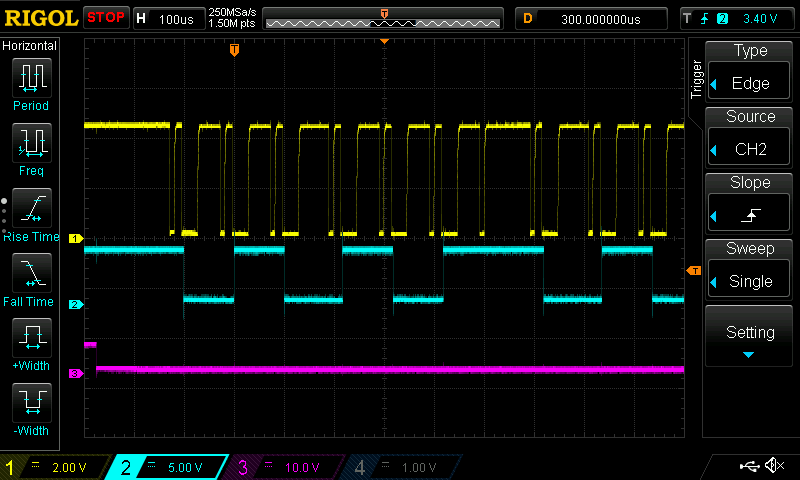 RIGOL STOP H 100us 250MSa/s 1.50M pts D 300.000000us T 2 3.40 V
Horizontal
Period
Freq
Rise Time
Fall Time
+Width
-Width
T
T
1
2
3
T
Trigger
Type
Edge
Source
CH2
Slope
Sweep
Single
Setting
1 2.00 V 2 5.00 V 3 10.0 V 4 1.00 V